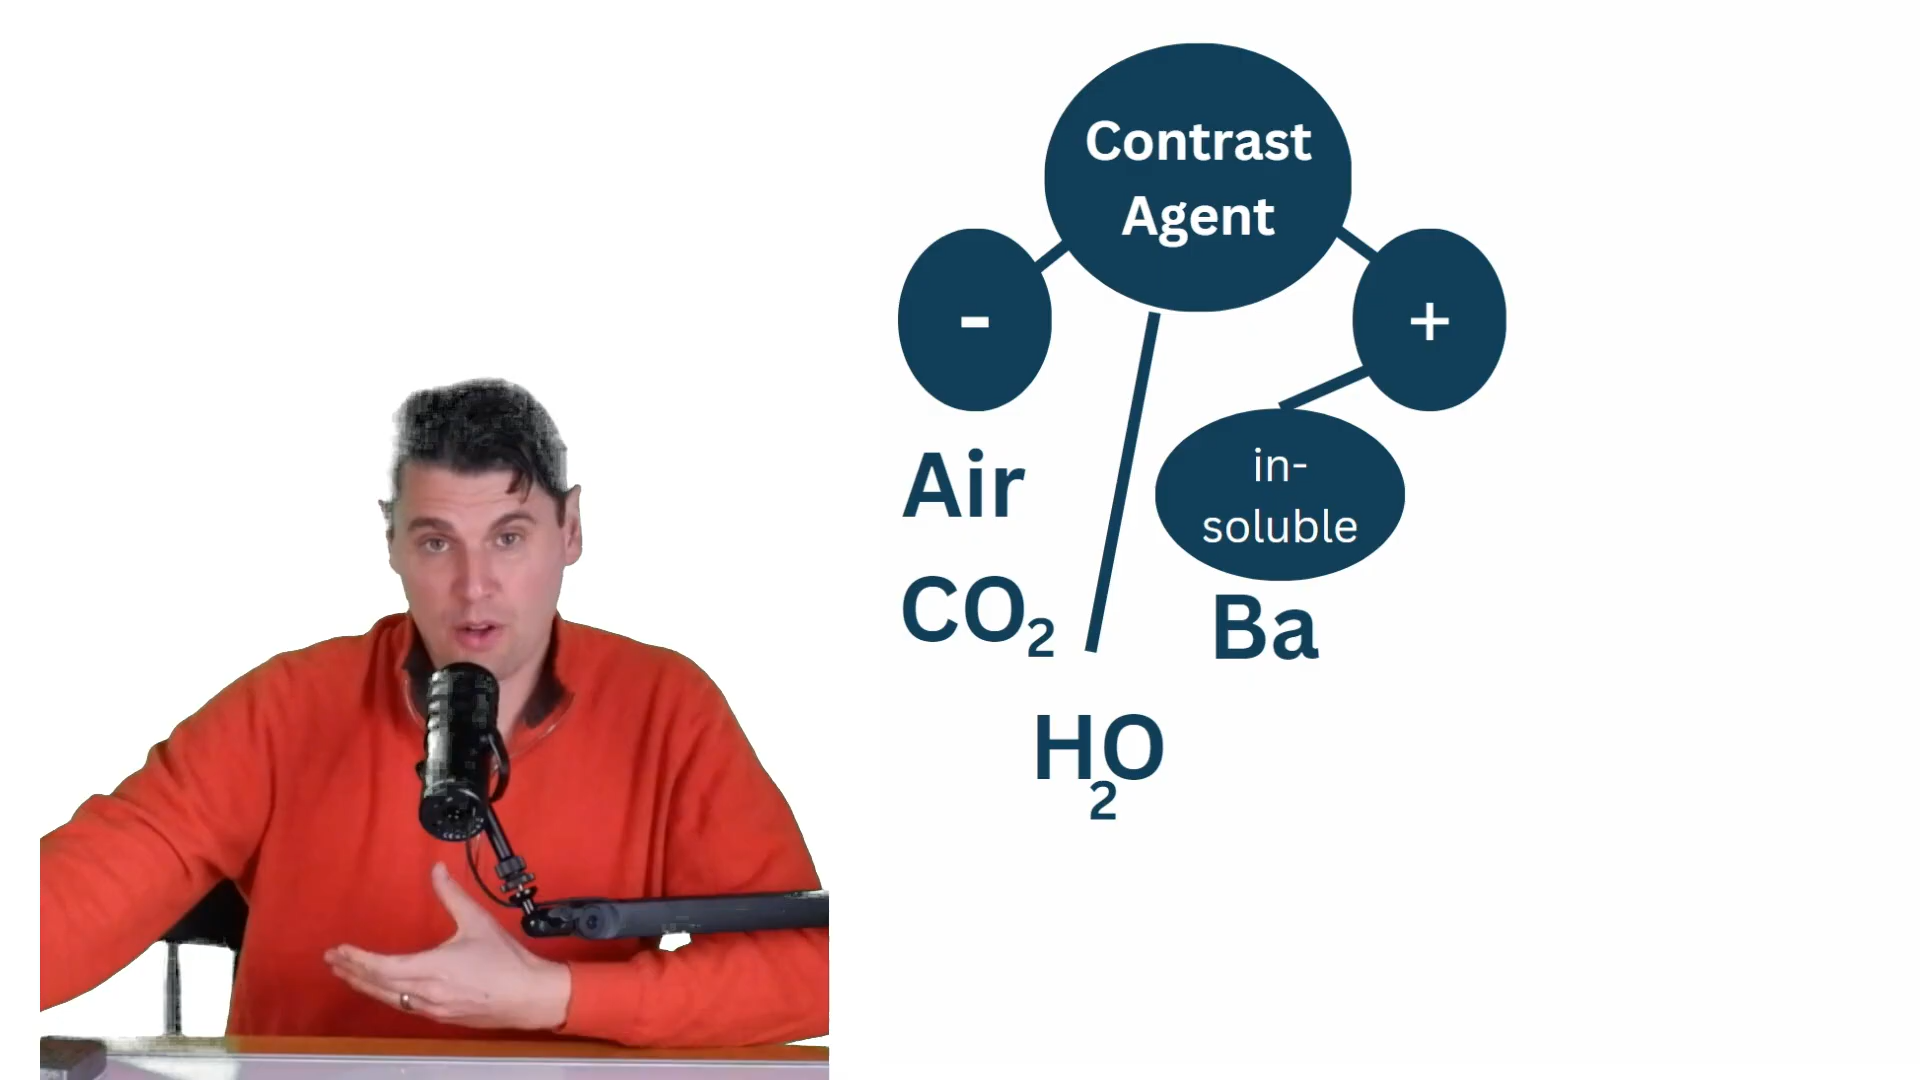 Contrast
Agent
-
+
in-
soluble
Air
CO₂
Ba
H₂O